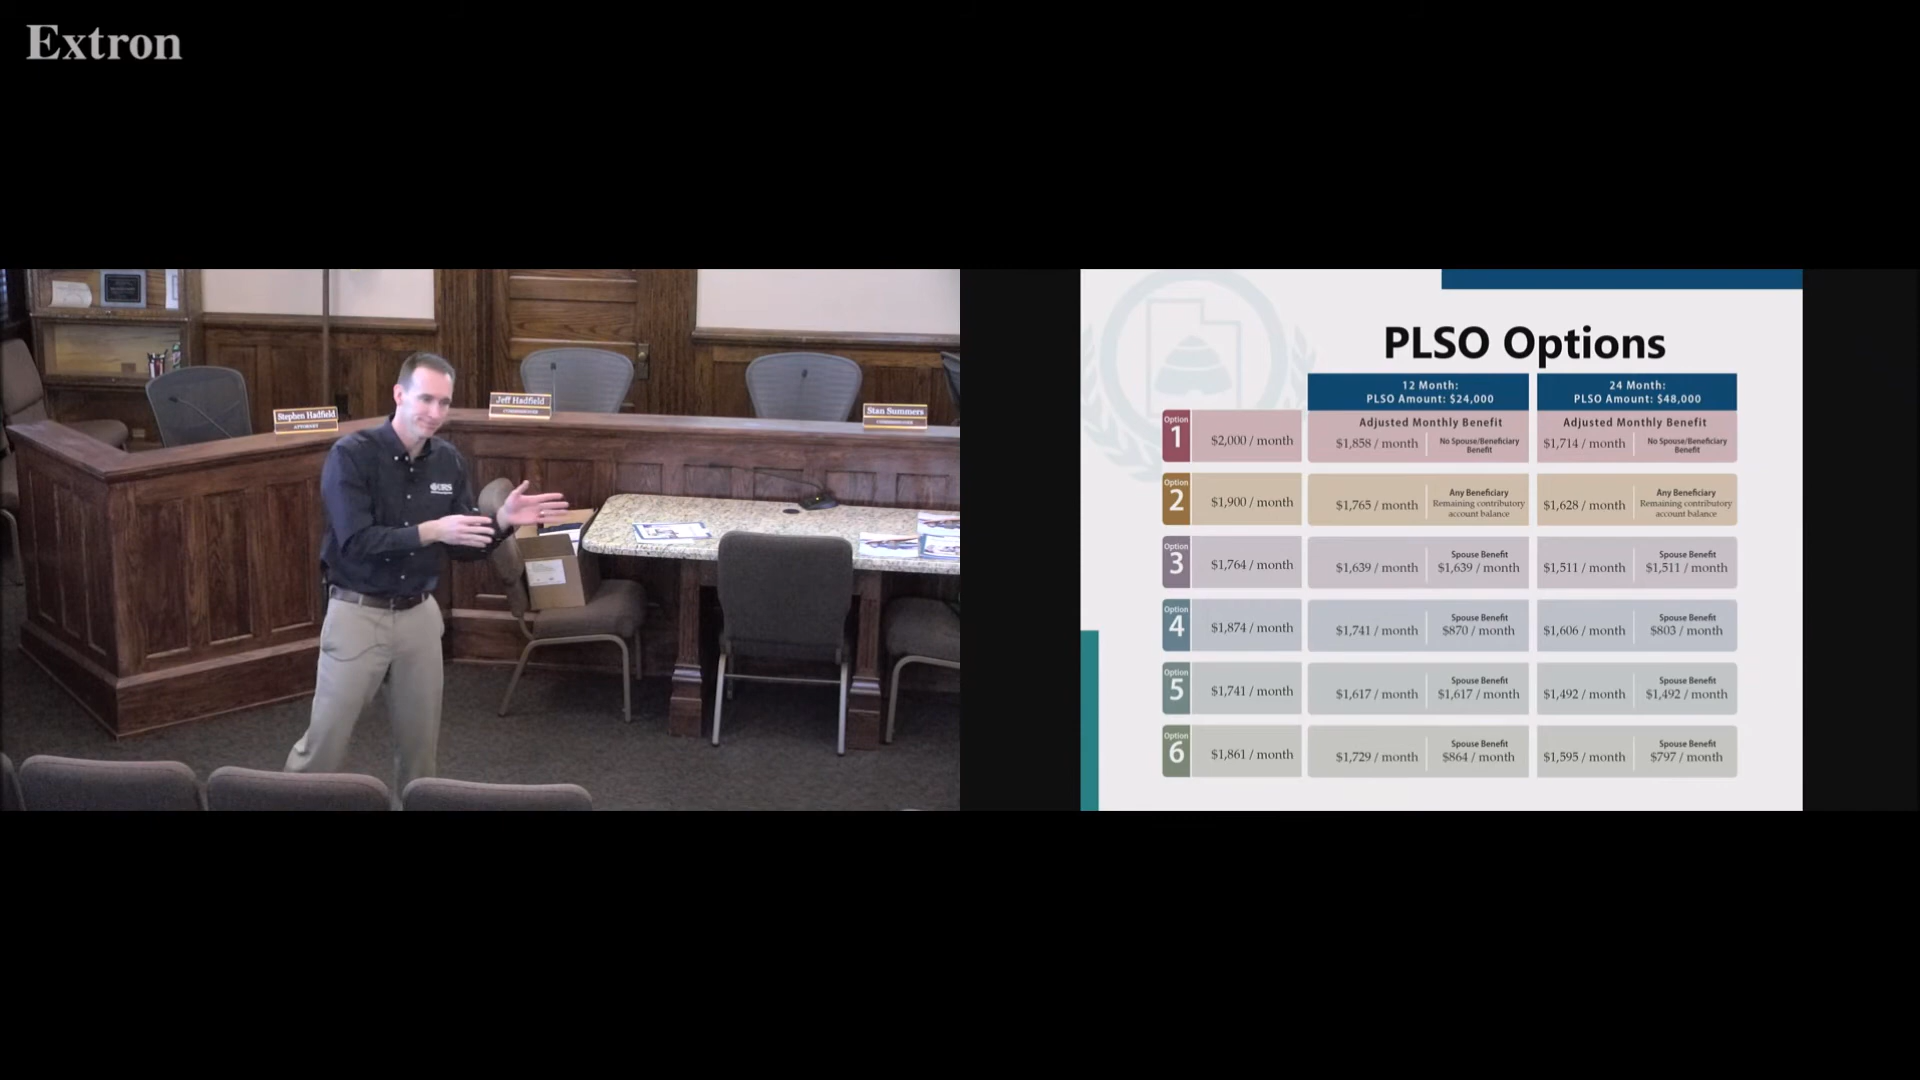 Extron
Stephen Hadfield
ATTORNEY
Jeff Hadfield
COMMISSIONER
Stan Summers
COMMISSIONER
URS
PLSO Options
12 Month:
PLSO Amount: $24,000
24 Month:
PLSO Amount: $48,000
Option
1
$2,000 / month
Adjusted Monthly Benefit
$1,858 / month
No Spouse/Beneficiary
Benefit
Adjusted Monthly Benefit
$1,714 / month
No Spouse/Beneficiary
Benefit
Option
2
$1,900 / month
$1,765 / month
Any Beneficiary
Remaining contributory
account balance
$1,628 / month
Any Beneficiary
Remaining contributory
account balance
Option
3
$1,764 / month
$1,639 / month
Spouse Benefit
$1,639 / month
$1,511 / month
Spouse Benefit
$1,511 / month
Option
4
$1,874 / month
$1,741 / month
Spouse Benefit
$870 / month
$1,606 / month
Spouse Benefit
$803 / month
Option
5
$1,741 / month
$1,617 / month
Spouse Benefit
$1,617 / month
$1,492 / month
Spouse Benefit
$1,492 / month
Option
6
$1,861 / month
$1,729 / month
Spouse Benefit
$864 / month
$1,595 / month
Spouse Benefit
$797 / month